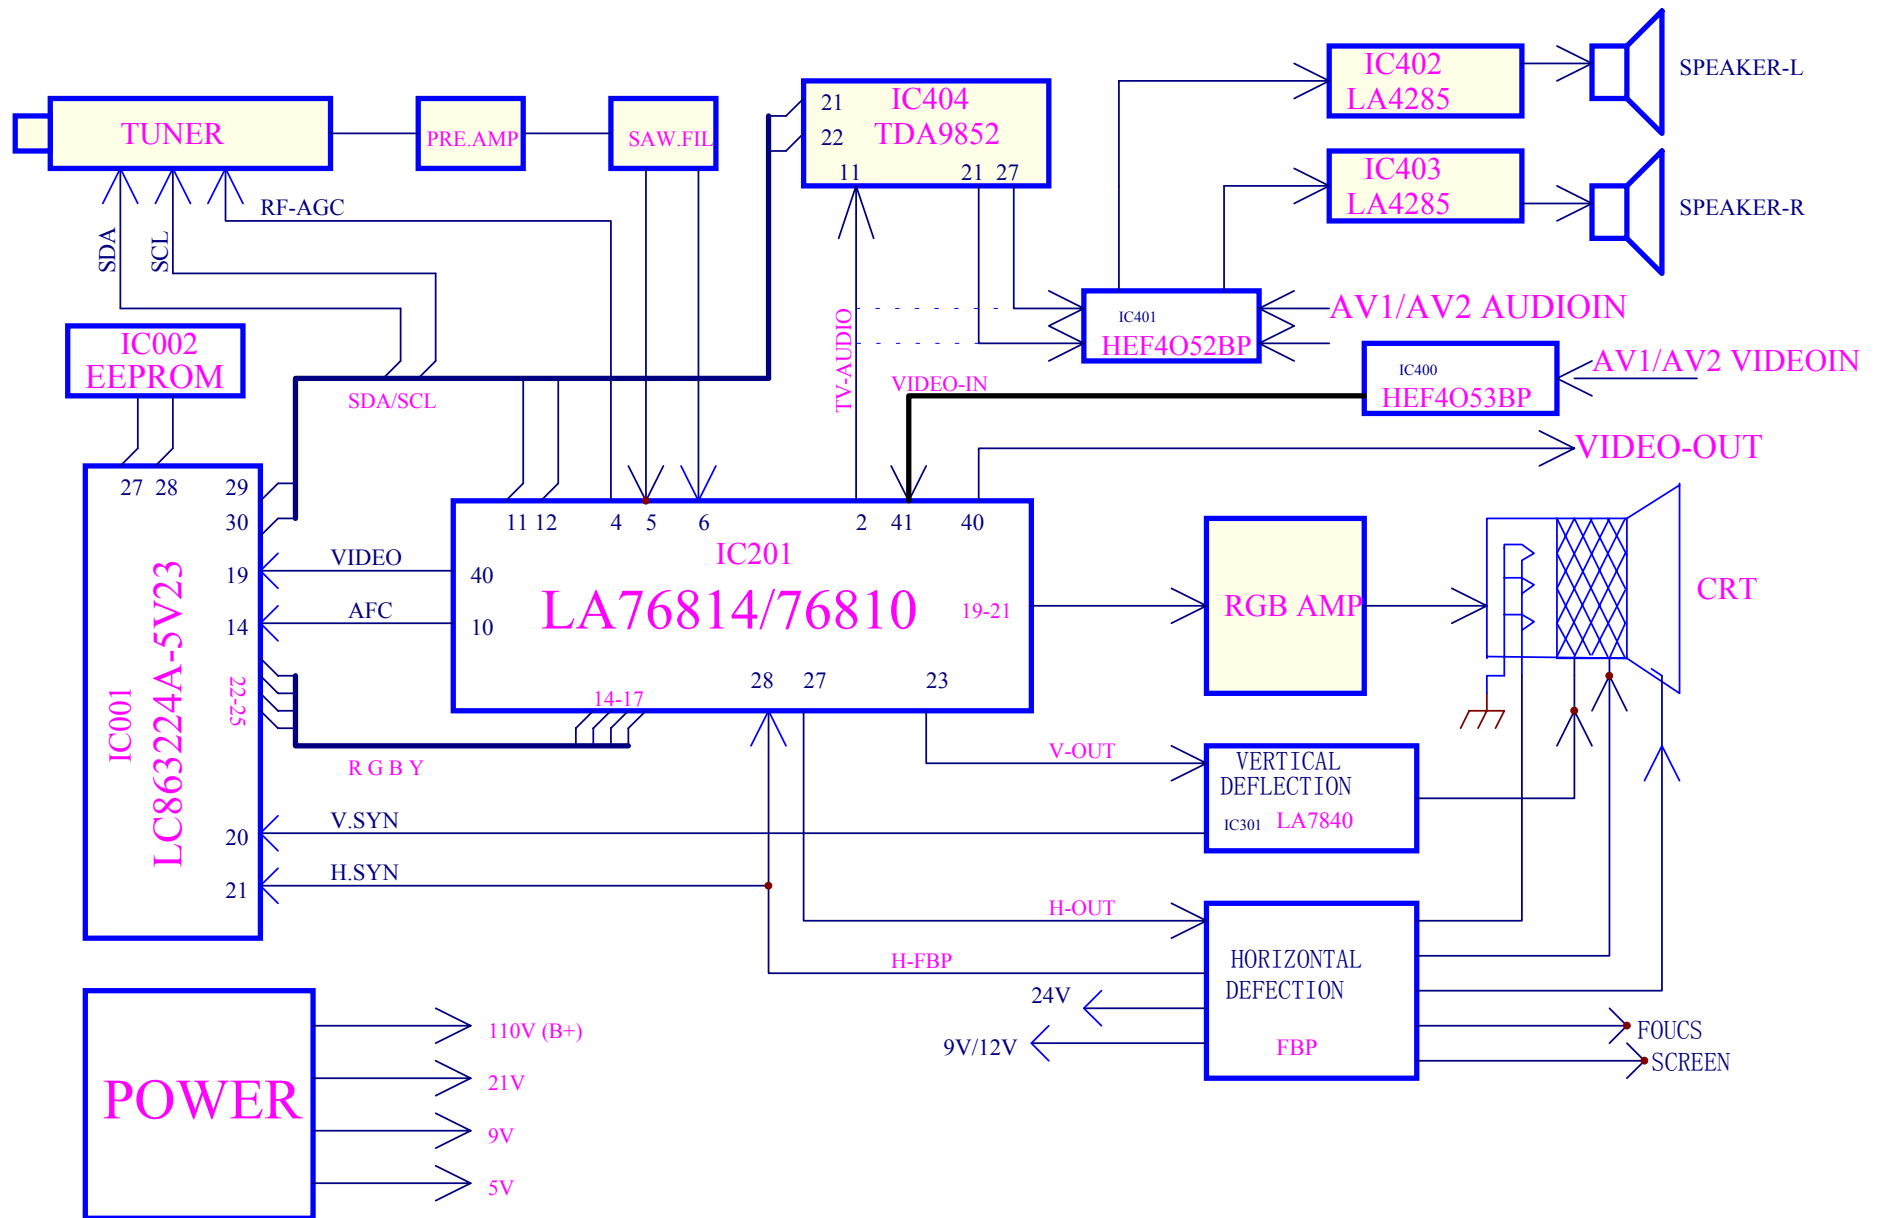 TUNER
PRE.AMP
SAW.FIL
21
22
IC404
TDA9852
11
21
27
IC402
LA4285
SPEAKER-L
IC403
LA4285
SPEAKER-R
RF-AGC
SDA
SCL
IC002
EEPROM
SDA/SCL
TV-AUDIO
VIDEO-IN
IC401
HEF4O52BP
AV1/AV2 AUDIOIN
IC400
HEF4O53BP
AV1/AV2 VIDEOIN
VIDEO-OUT
27
28
29
30
19
14
22-25
20
21
IC001
LC863224A-5V23
VIDEO
AFC
R G B Y
V.SYN
H.SYN
11
12
4
5
6
2
41
40
40
10
IC201
LA76814/76810
19-21
14-17
28
27
23
RGB AMP
CRT
V-OUT
VERTICAL
DEFLECTION
IC301
LA7840
H-OUT
H-FBP
24V
9V/12V
HORIZONTAL
DEFECTION
FBP
FOUCS
SCREEN
POWER
110V (B+)
21V
9V
5V